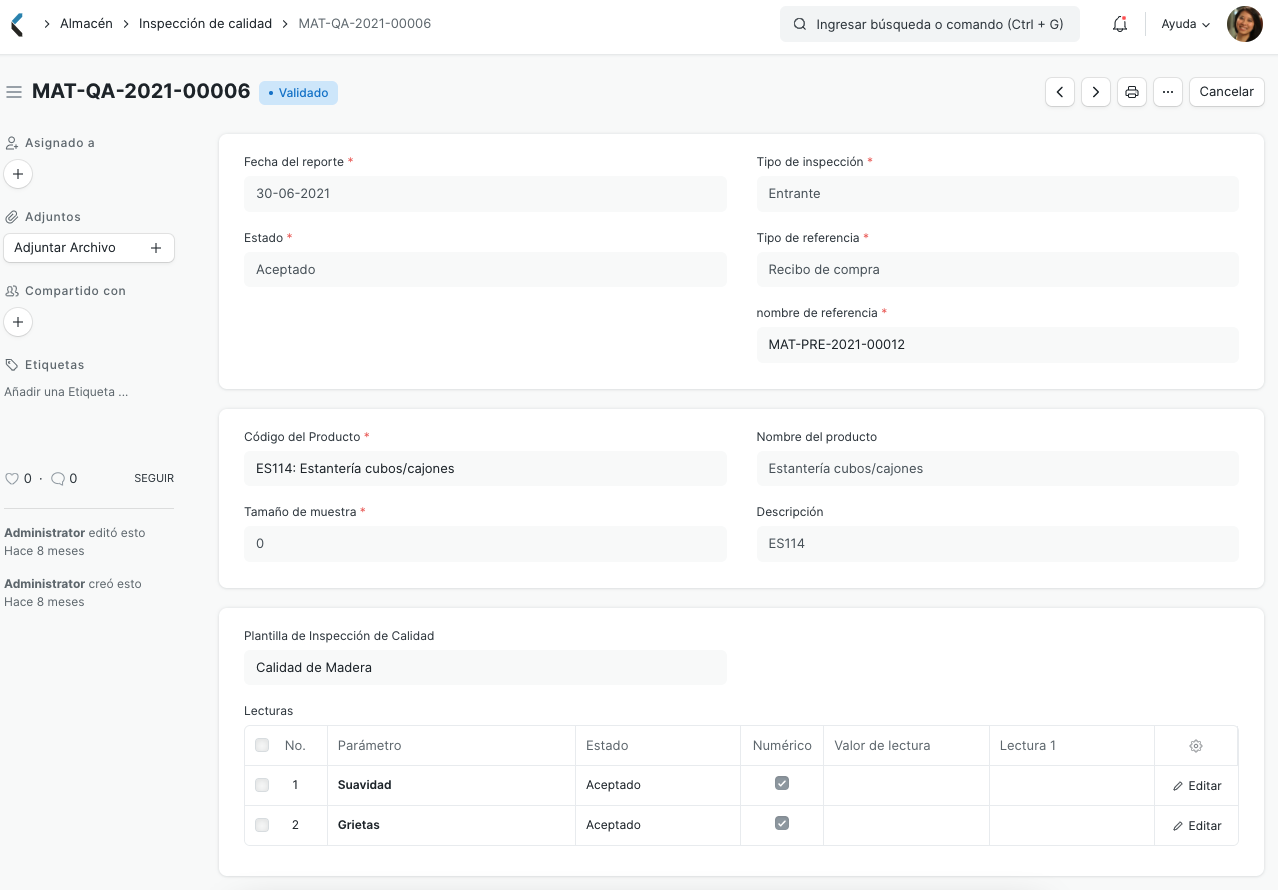 Almacén > Inspección de calidad > MAT-QA-2021-00006
Ingresar búsqueda o comando (Ctrl + G)
Ayuda
MAT-QA-2021-00006
• Validado
Cancelar
Asignado a
Adjuntos
Adjuntar Archivo
Compartido con
Etiquetas
Añadir una Etiqueta ...
0 · 0 SEGUIR
Administrator editó esto
Hace 8 meses
Administrator creó esto
Hace 8 meses
Fecha del reporte *
30-06-2021
Estado *
Aceptado
Tipo de inspección *
Entrante
Tipo de referencia *
Recibo de compra
nombre de referencia *
MAT-PRE-2021-00012
Código del Producto *
ES114: Estantería cubos/cajones
Tamaño de muestra *
0
Nombre del producto
Estantería cubos/cajones
Descripción
ES114
Plantilla de Inspección de Calidad
Calidad de Madera
Lecturas
No. Parámetro Estado Numérico Valor de lectura Lectura 1
1 Suavidad Aceptado Editar
2 Grietas Aceptado Editar